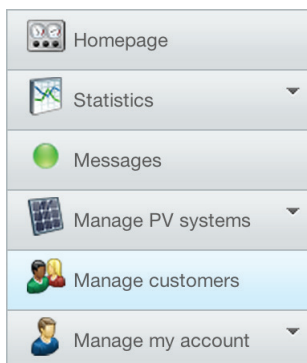 Homepage
Statistics
Messages
Manage PV systems
Manage customers
Manage my account